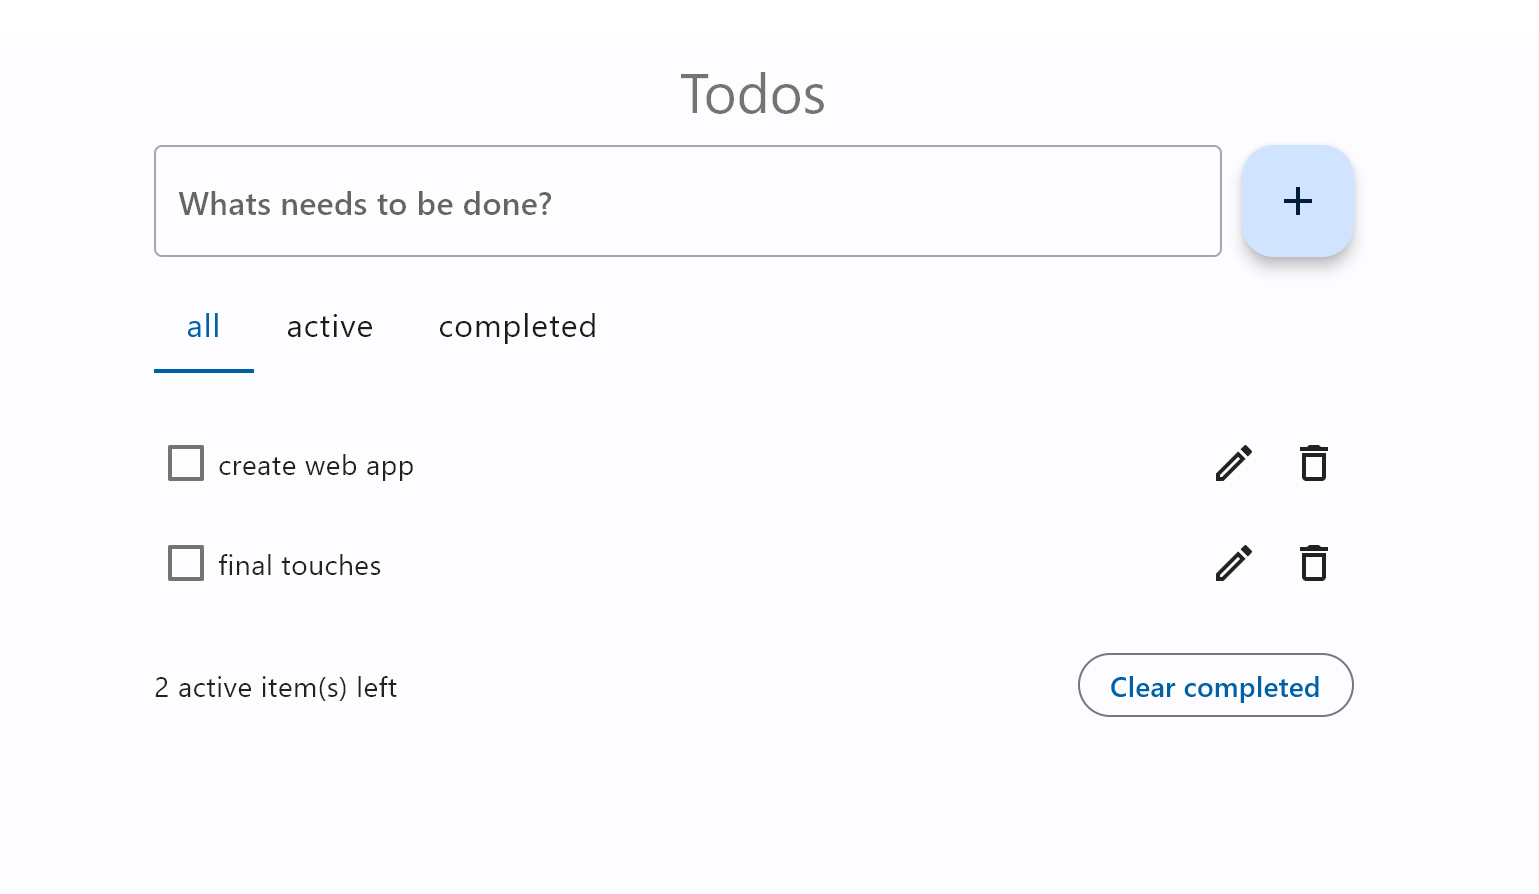 Todos
Whats needs to be done?
+
all active completed
create web app
final touches
2 active item(s) left Clear completed